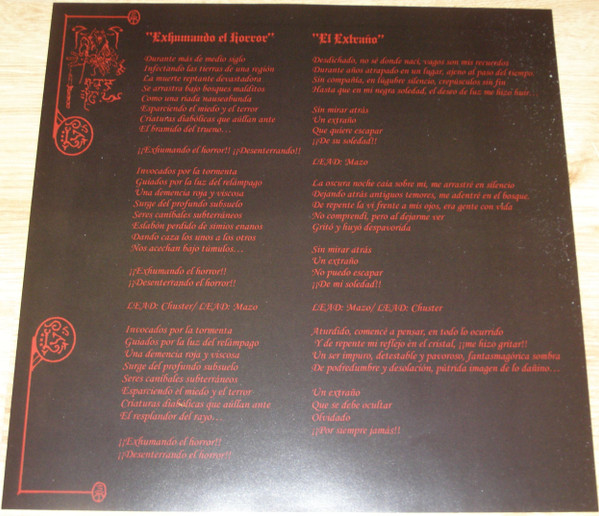 "Exhumando el horror"
Durante más de medio siglo
Infectando las tierras de una región
La muerte reptante devastadora
Se arrastra bajo bosques malditos
Como una riada nauseabunda
Esparciendo el miedo y el terror
Criaturas diabólicas que aúllan ante
El bramido del trueno...
¡¡Exhumando el horror!! ¡¡Desenterrando!!
Invocados por la tormenta
Guiados por la luz del relámpago
Una demencia roja y viscosa
Surge del profundo subsuelo
Seres caníbales subterráneos
Eslabón perdido de simios enanos
Dando caza los unos a los otros
Nos acechan bajo túmulos...
¡¡Exhumando el horror!!
¡¡Desenterrando el horror!!
LEAD: Chuster/ LEAD: Mazo
Invocados por la tormenta
Guiados por la luz del relámpago
Una demencia roja y viscosa
Surge del profundo subsuelo
Seres caníbales subterráneos
Esparciendo el miedo y el terror
Criaturas diabólicas que aúllan ante
El resplandor del rayo...
¡¡Exhumando el horror!!
¡¡Desenterrando el horror!!
"El Extraño"
Desdichado, no sé donde nací, vagos son mis recuerdos
Durante años atrapado en un lugar, ajeno al paso del tiempo
Sin compañía, en lúgubre silencio, crepúsculos sin fin
Hasta que en mi negra soledad, el deseo de luz me hizo huir...
Sin mirar atrás
Un extraño
Que quiere escapar
¡¡De su soledad!!
LEAD: Mazo
La oscura noche caía sobre mí, me arrastré en silencio
Dejando atrás antiguos temores, me adentré en el bosque.
De repente la vi frente a mis ojos, era gente con vida
No comprendí, pero al dejarme ver
Gritó y huyó despavorida
Sin mirar atrás
Un extraño
No puedo escapar
¡¡De mi soledad!!
LEAD: Mazo/ LEAD: Chuster
Aturdido, comencé a pensar, en todo lo ocurrido
Y de repente mi reflejo en el cristal, ¡¡me hizo gritar!!
Un ser impuro, detestable y pavoroso, fantasmagórica sombra
De podredumbre y desolación, pútrida imagen de lo dañino...
Un extraño
Que se debe ocultar
Olvidado
¡¡Por siempre jamás!!